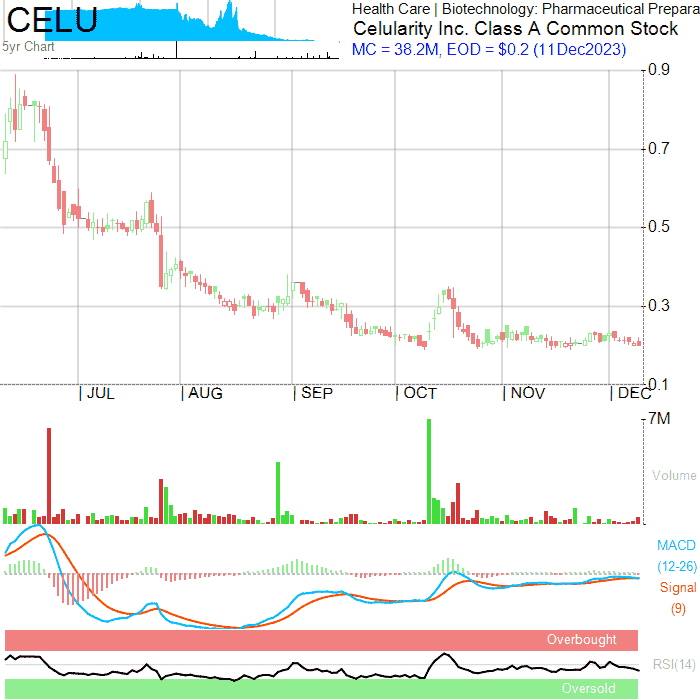 CELU
5yr Chart
Health Care | Biotechnology: Pharmaceutical Prepara
Celularity Inc. Class A Common Stock
MC = 38.2M, EOD = $0.2 (11Dec2023)
0.9
0.7
0.5
0.3
0.1
| JUL | AUG | SEP | OCT | NOV | DEC
7M
Volume
MACD
(12-26)
Signal
(9)
Overbought
RSI(14)
Oversold